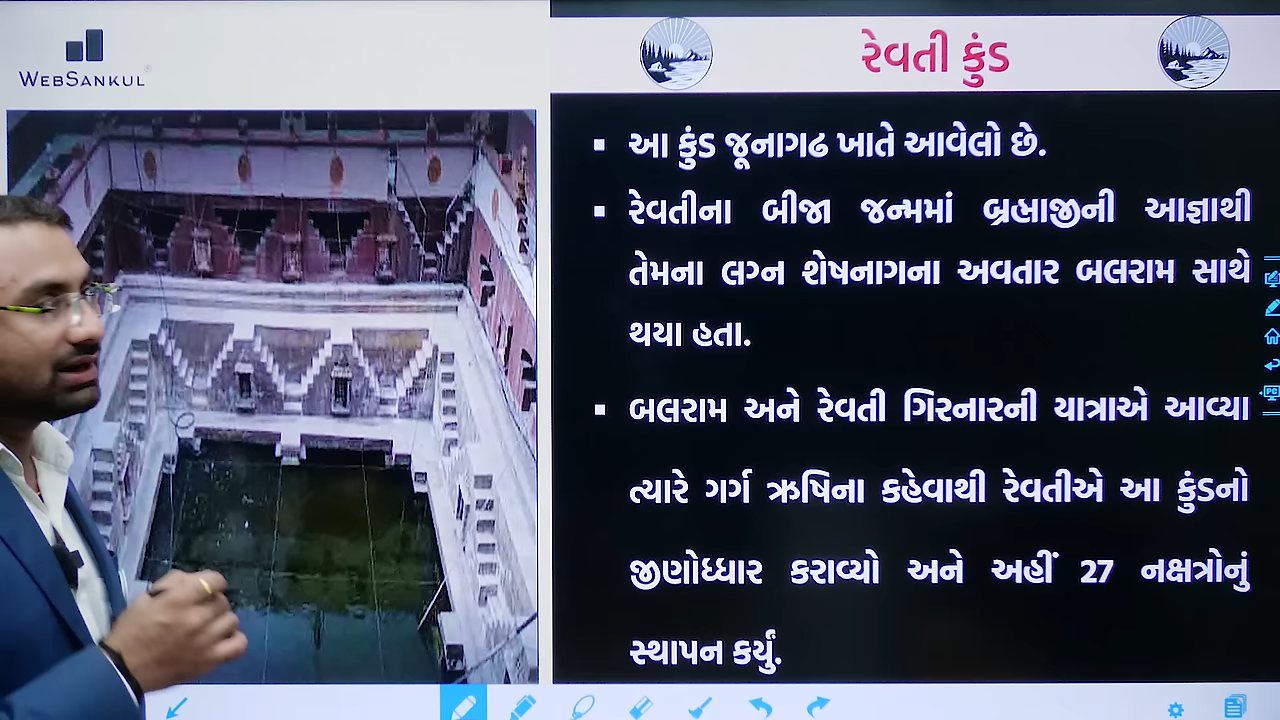 WEBSANKUL
રેવતી કુંડ
▪ આ કુંડ જૂનાગઢ ખાતે આવેલો છે.
▪ રેવતીના બીજા જન્મમાં બ્રહ્માજીની આજ્ઞાથી
તેમના લગ્ન શેષનાગના અવતાર બલરામ સાથે
થયા હતા.
▪ બલરામ અને રેવતી ગિરનારની યાત્રાએ આવ્યા
ત્યારે ગર્ગ ઋષિના કહેવાથી રેવતીએ આ કુંડનો
જીણોધ્ધાર કરાવ્યો અને અહીં 27 નક્ષત્રોનું
સ્થાપન કર્યું.
PC